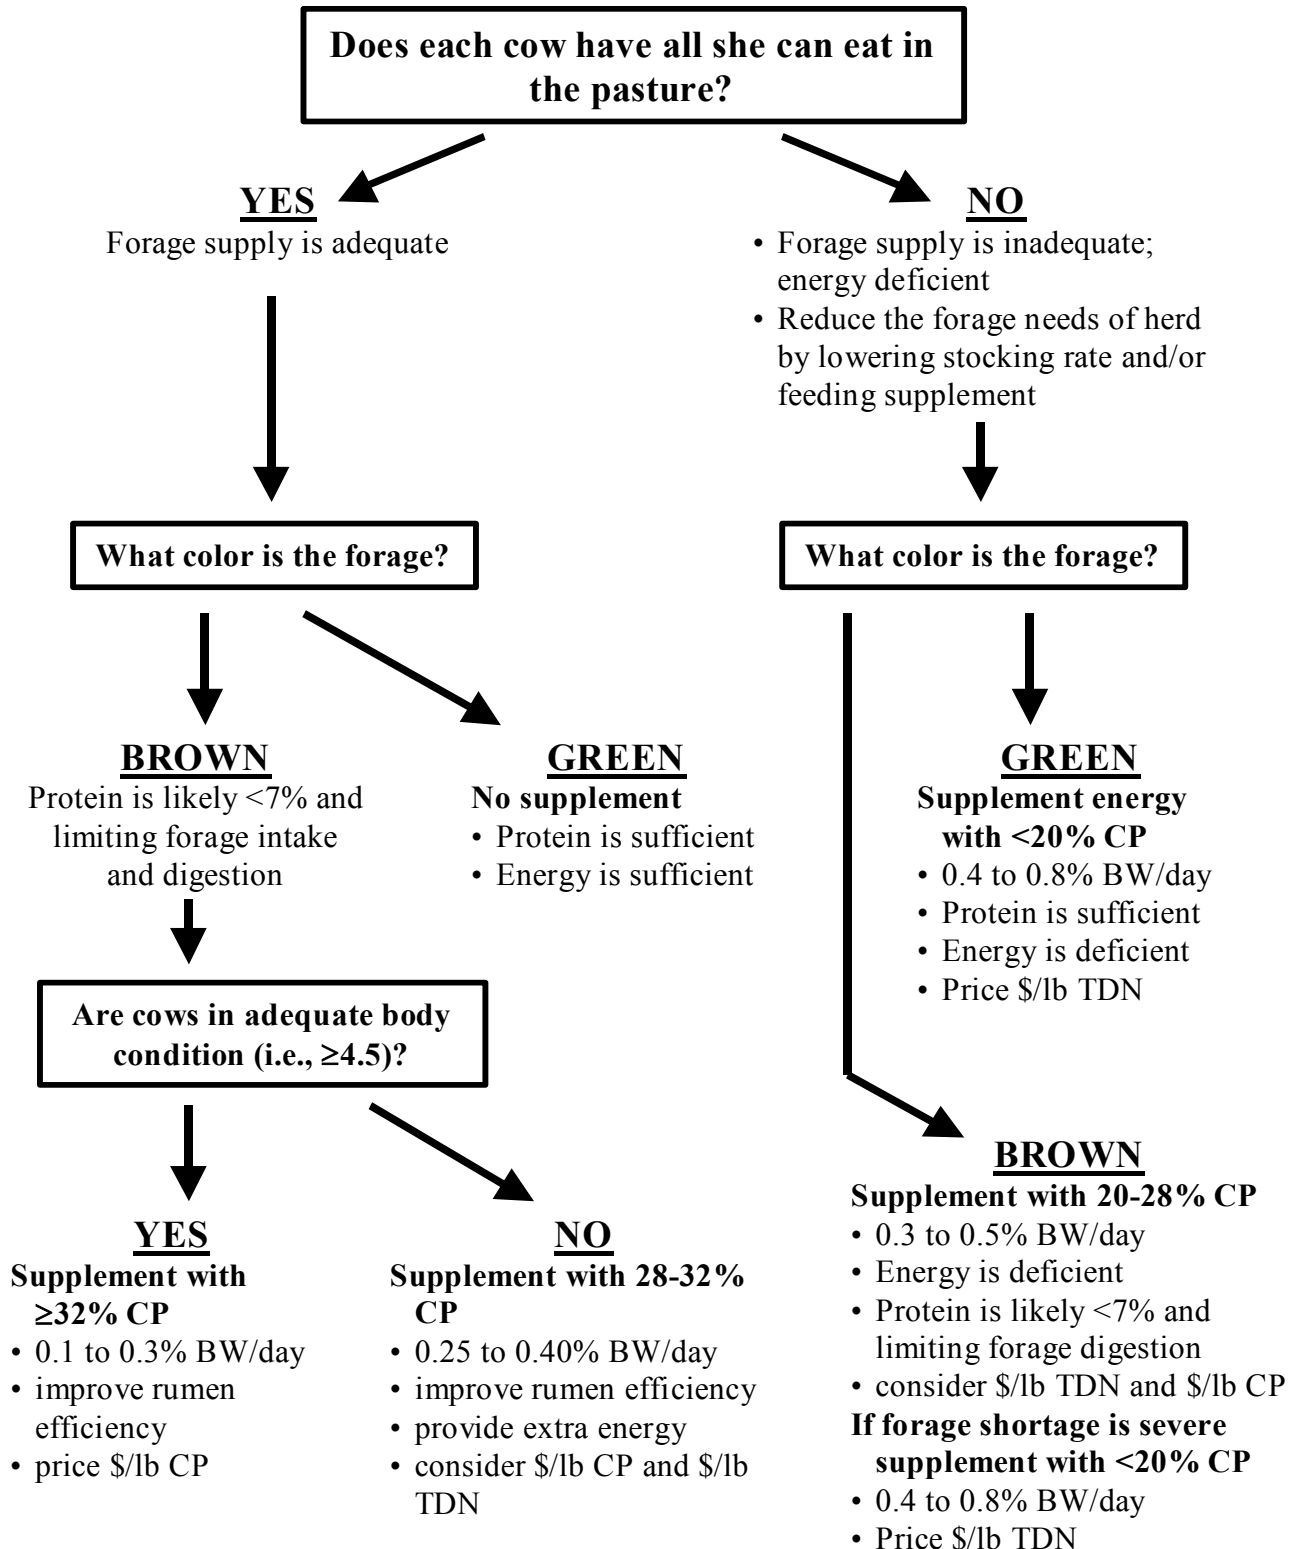 Does each cow have all she can eat in
the pasture?
YES
Forage supply is adequate
NO
• Forage supply is inadequate;
energy deficient
• Reduce the forage needs of herd
by lowering stocking rate and/or
feeding supplement
What color is the forage?
What color is the forage?
BROWN
Protein is likely <7% and
limiting forage intake
and digestion
GREEN
No supplement
• Protein is sufficient
• Energy is sufficient
GREEN
Supplement energy
with <20% CP
• 0.4 to 0.8% BW/day
• Protein is sufficient
• Energy is deficient
• Price $/lb TDN
Are cows in adequate body
condition (i.e., ≥4.5)?
YES
Supplement with
≥32% CP
• 0.1 to 0.3% BW/day
• improve rumen
efficiency
• price $/lb CP
NO
Supplement with 28-32%
CP
• 0.25 to 0.40% BW/day
• improve rumen efficiency
• provide extra energy
• consider $/lb CP and $/lb
TDN
BROWN
Supplement with 20-28% CP
• 0.3 to 0.5% BW/day
• Energy is deficient
• Protein is likely <7% and
limiting forage digestion
• consider $/lb TDN and $/lb CP
If forage shortage is severe
supplement with <20% CP
• 0.4 to 0.8% BW/day
• Price $/lb TDN